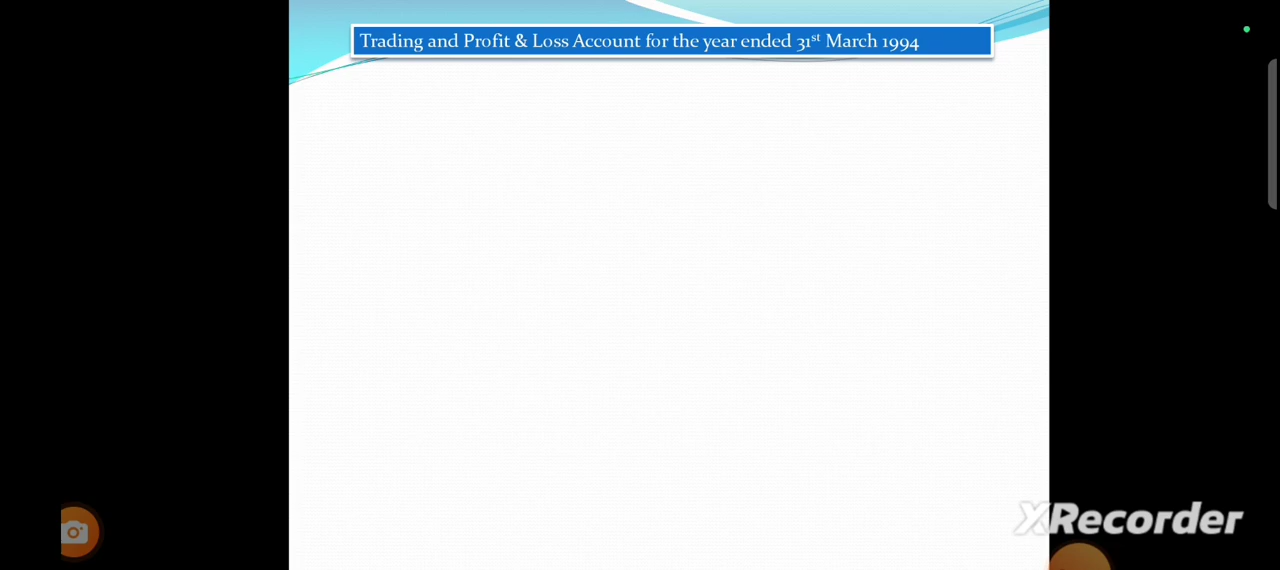 Trading and Profit & Loss Account for the year ended 31st March 1994
XRecorder